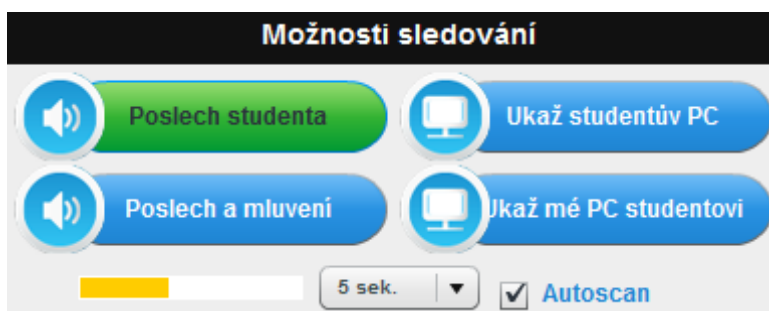 Možnosti sledování
Poslech studenta
Ukaž studentův PC
Poslech a mluvení
Ukaž mé PC studentovi
5 sek.
Autoscan